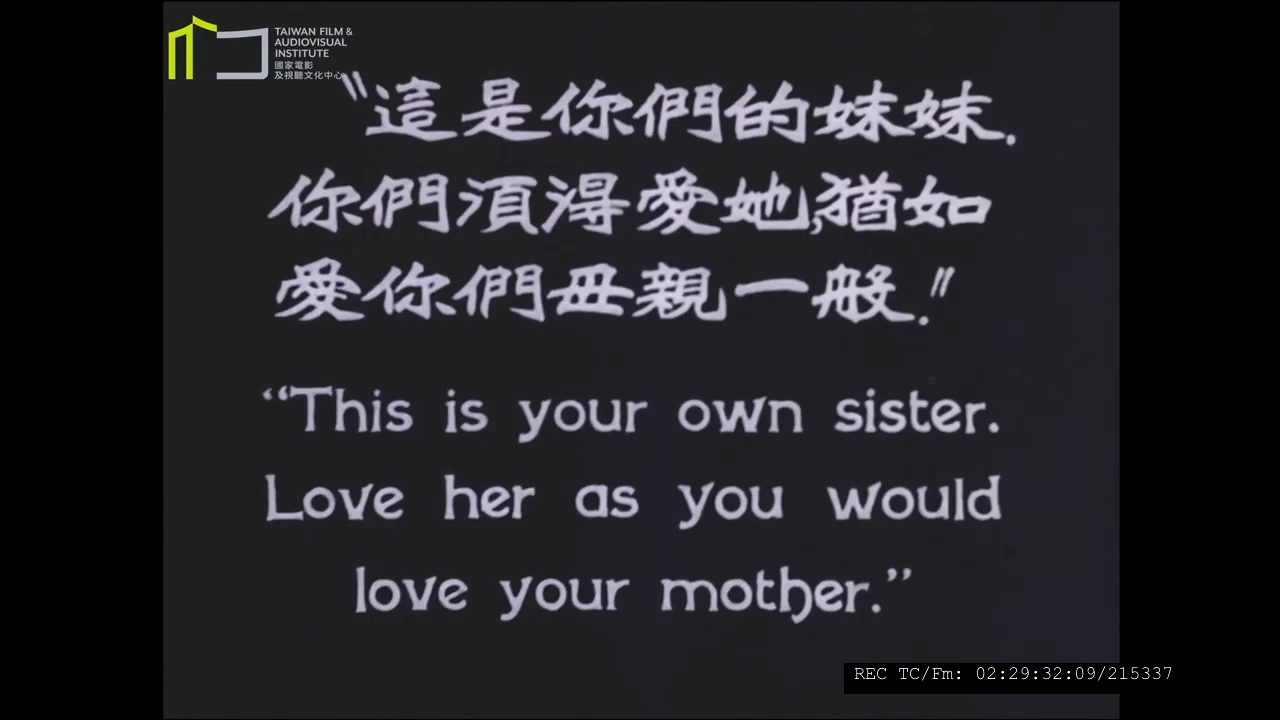 TAIWAN FILM &
AUDIOVISUAL
INSTITUTE
國家電影
及視聽文化中心
〝這是你們的妹妹.
你們須得愛她,猶如
愛你們母親一般.〞
“This is your own sister.
Love her as you would
love your mother.”
REC TC/Fm: 02:29:32:09/215337